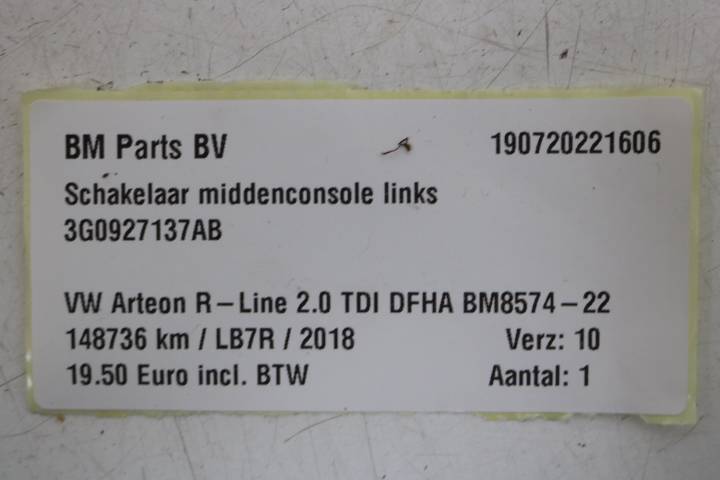 BM Parts BV 190720221606
Schakelaar middenconsole links
3G0927137AB
VW Arteon R-Line 2.0 TDI DFHA BM8574-22
148736 km / LB7R / 2018 Verz: 10
19.50 Euro incl. BTW Aantal: 1